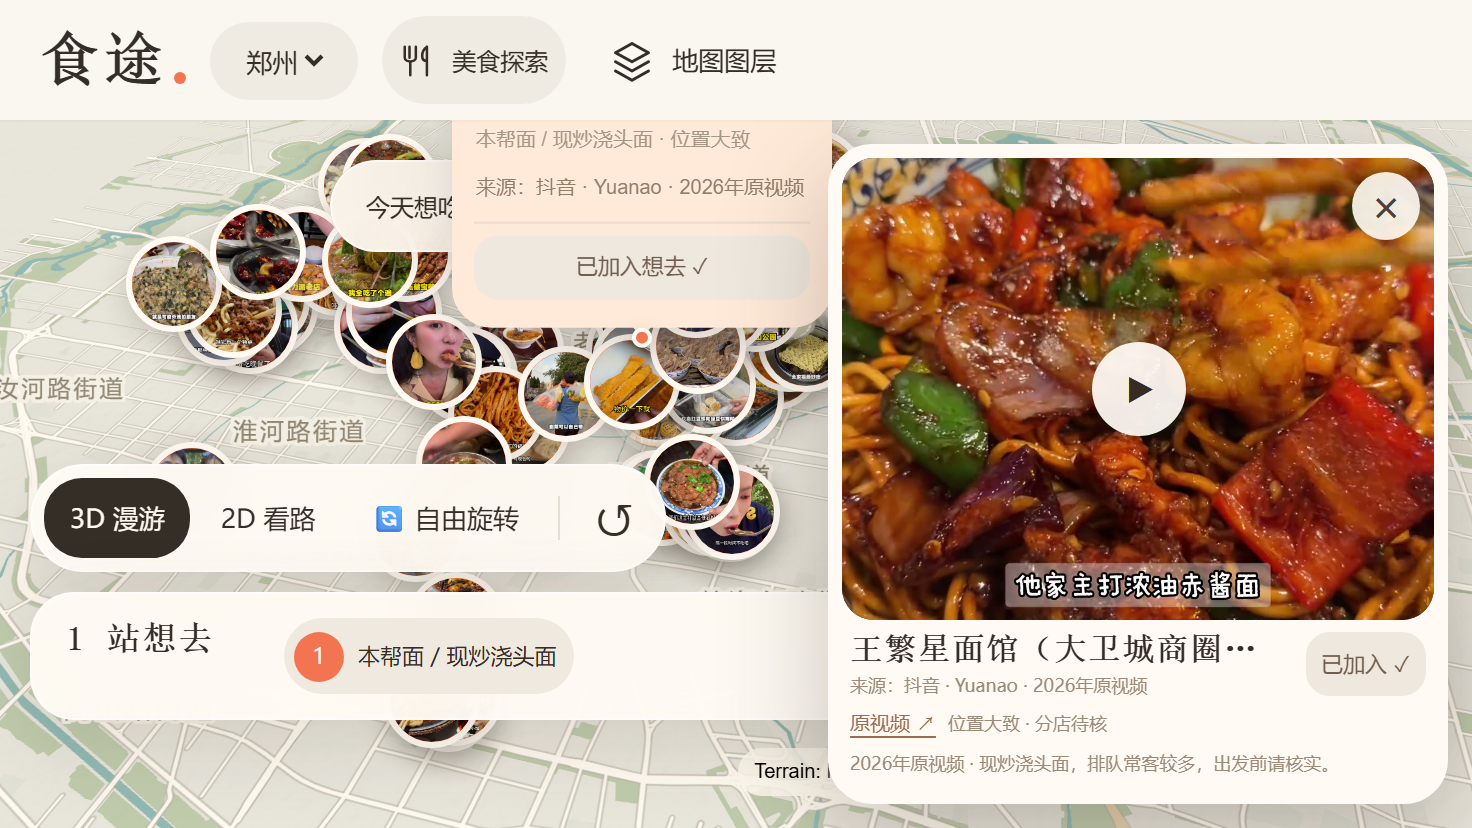 食途.
郑州
美食探索
地图图层
本帮面 / 现炒浇头面 · 位置大致
来源：抖音 · Yuanao · 2026年原视频
今天想吃
已加入想去 ✓
汝河路街道
淮河路街道
3D 漫游
2D 看路
自由旋转
1 站想去
1
本帮面 / 现炒浇头面
Terrain:
他家主打浓油赤酱面
王繁星面馆（大卫城商圈…
已加入 ✓
来源：抖音 · Yuanao · 2026年原视频
原视频 ↗ 位置大致 · 分店待核
2026年原视频 · 现炒浇头面，排队常客较多，出发前请核实。